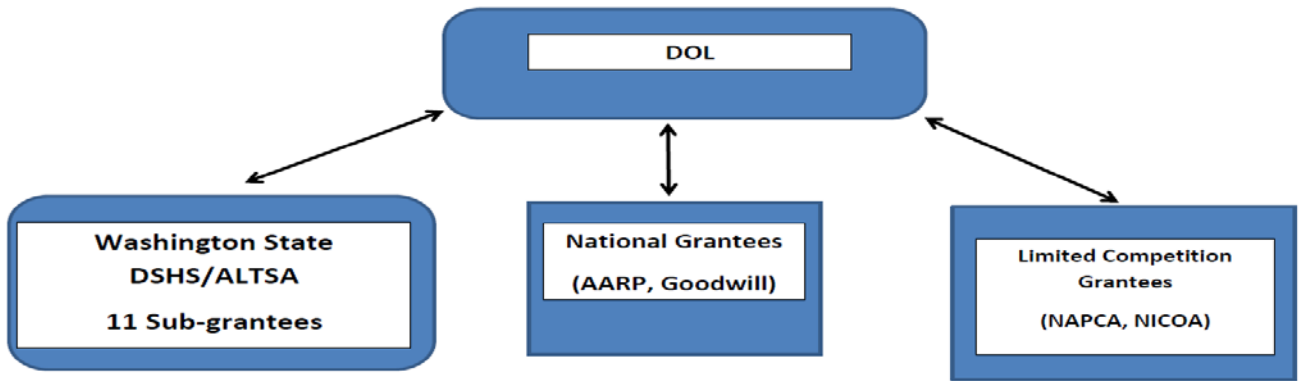 DOL
Washington State
DSHS/ALTSA
11 Sub-grantees
National Grantees
(AARP, Goodwill)
Limited Competition
Grantees
(NAPCA, NICOA)